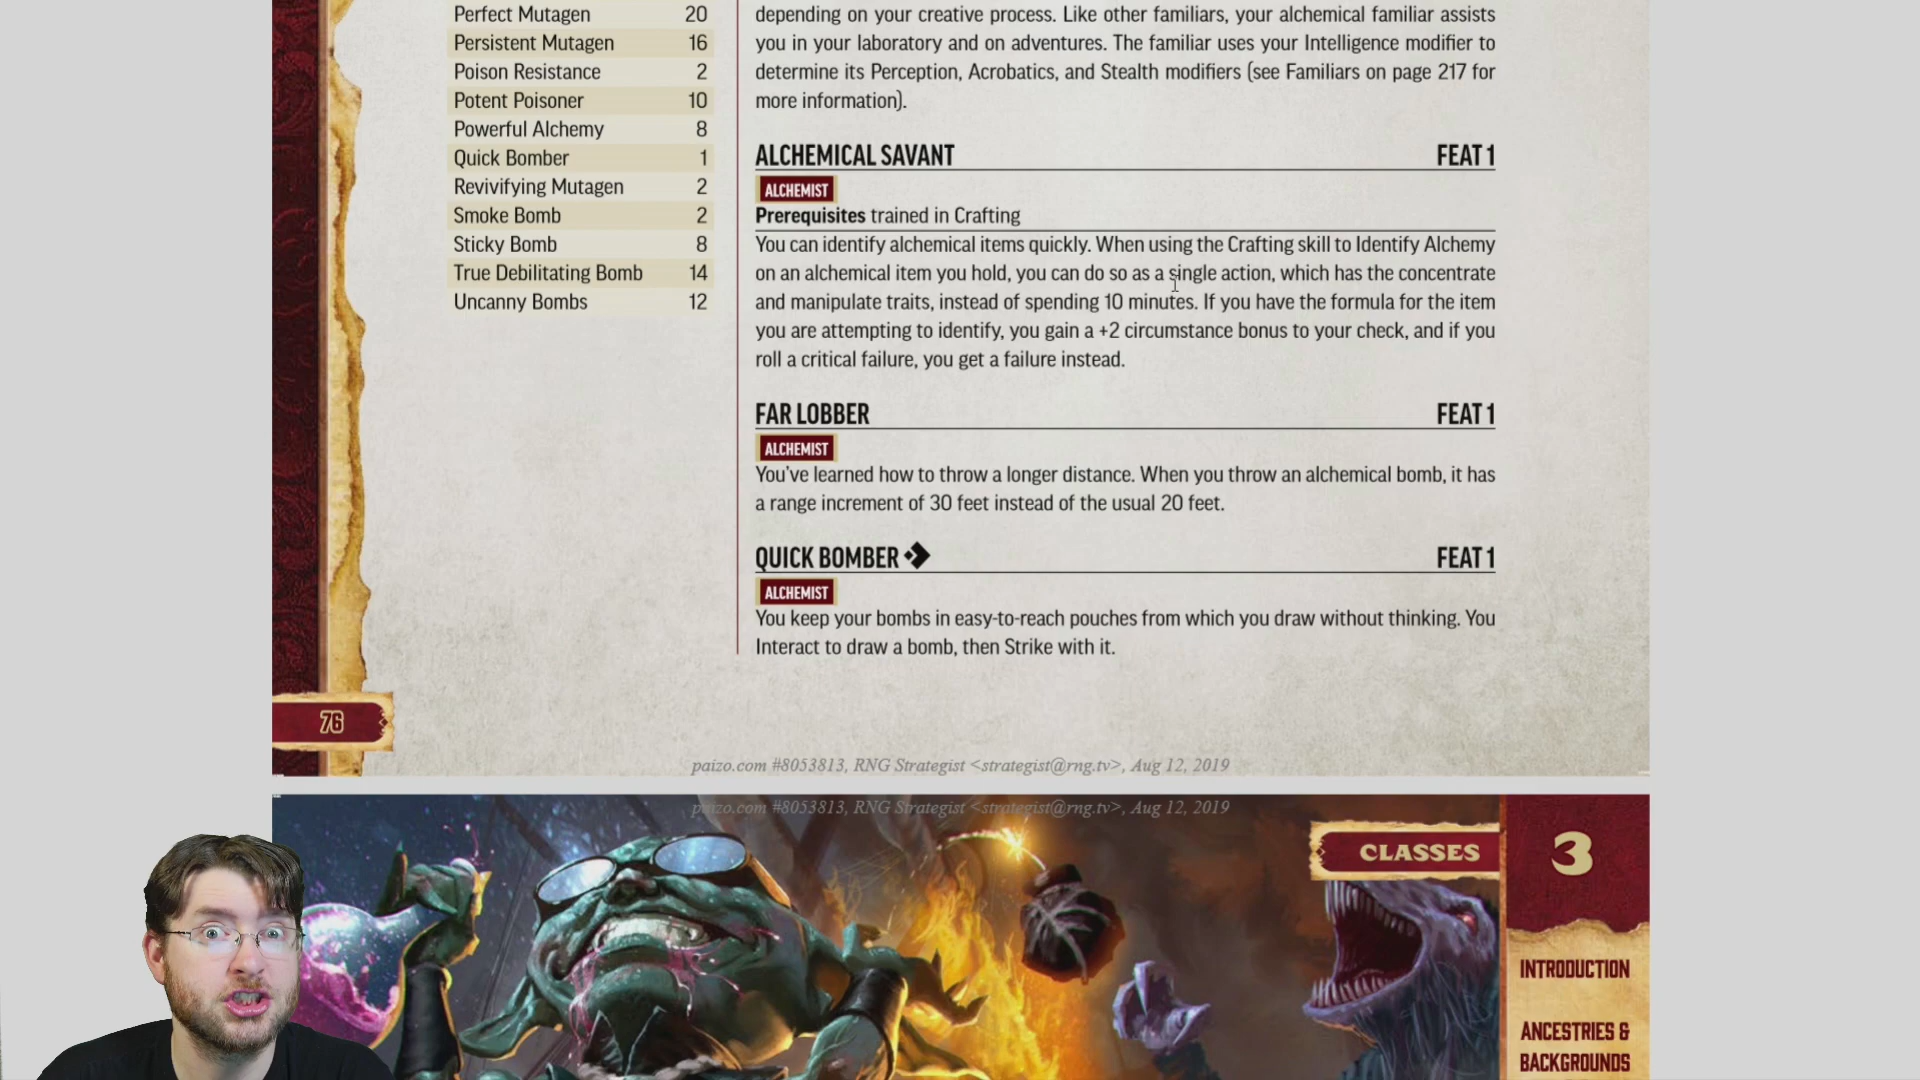 Perfect Mutagen 20
Persistent Mutagen 16
Poison Resistance 2
Potent Poisoner 10
Powerful Alchemy 8
Quick Bomber 1
Revivifying Mutagen 2
Smoke Bomb 2
Sticky Bomb 8
True Debilitating Bomb 14
Uncanny Bombs 12
depending on your creative process. Like other familiars, your alchemical familiar assists
you in your laboratory and on adventures. The familiar uses your Intelligence modifier to
determine its Perception, Acrobatics, and Stealth modifiers (see Familiars on page 217 for
more information).
ALCHEMICAL SAVANT FEAT 1
ALCHEMIST
Prerequisites trained in Crafting
You can identify alchemical items quickly. When using the Crafting skill to Identify Alchemy
on an alchemical item you hold, you can do so as a single action, which has the concentrate
and manipulate traits, instead of spending 10 minutes. If you have the formula for the item
you are attempting to identify, you gain a +2 circumstance bonus to your check, and if you
roll a critical failure, you get a failure instead.
FAR LOBBER FEAT 1
ALCHEMIST
You've learned how to throw a longer distance. When you throw an alchemical bomb, it has
a range increment of 30 feet instead of the usual 20 feet.
QUICK BOMBER FEAT 1
ALCHEMIST
You keep your bombs in easy-to-reach pouches from which you draw without thinking. You
Interact to draw a bomb, then Strike with it.
76
paizo.com #8053813, RNG Strategist <strategist@rng.tv>, Aug 12, 2019
paizo.com #8053813, RNG Strategist <strategist@rng.tv>, Aug 12, 2019
CLASSES
3
INTRODUCTION
ANCESTRIES &
BACKGROUNDS